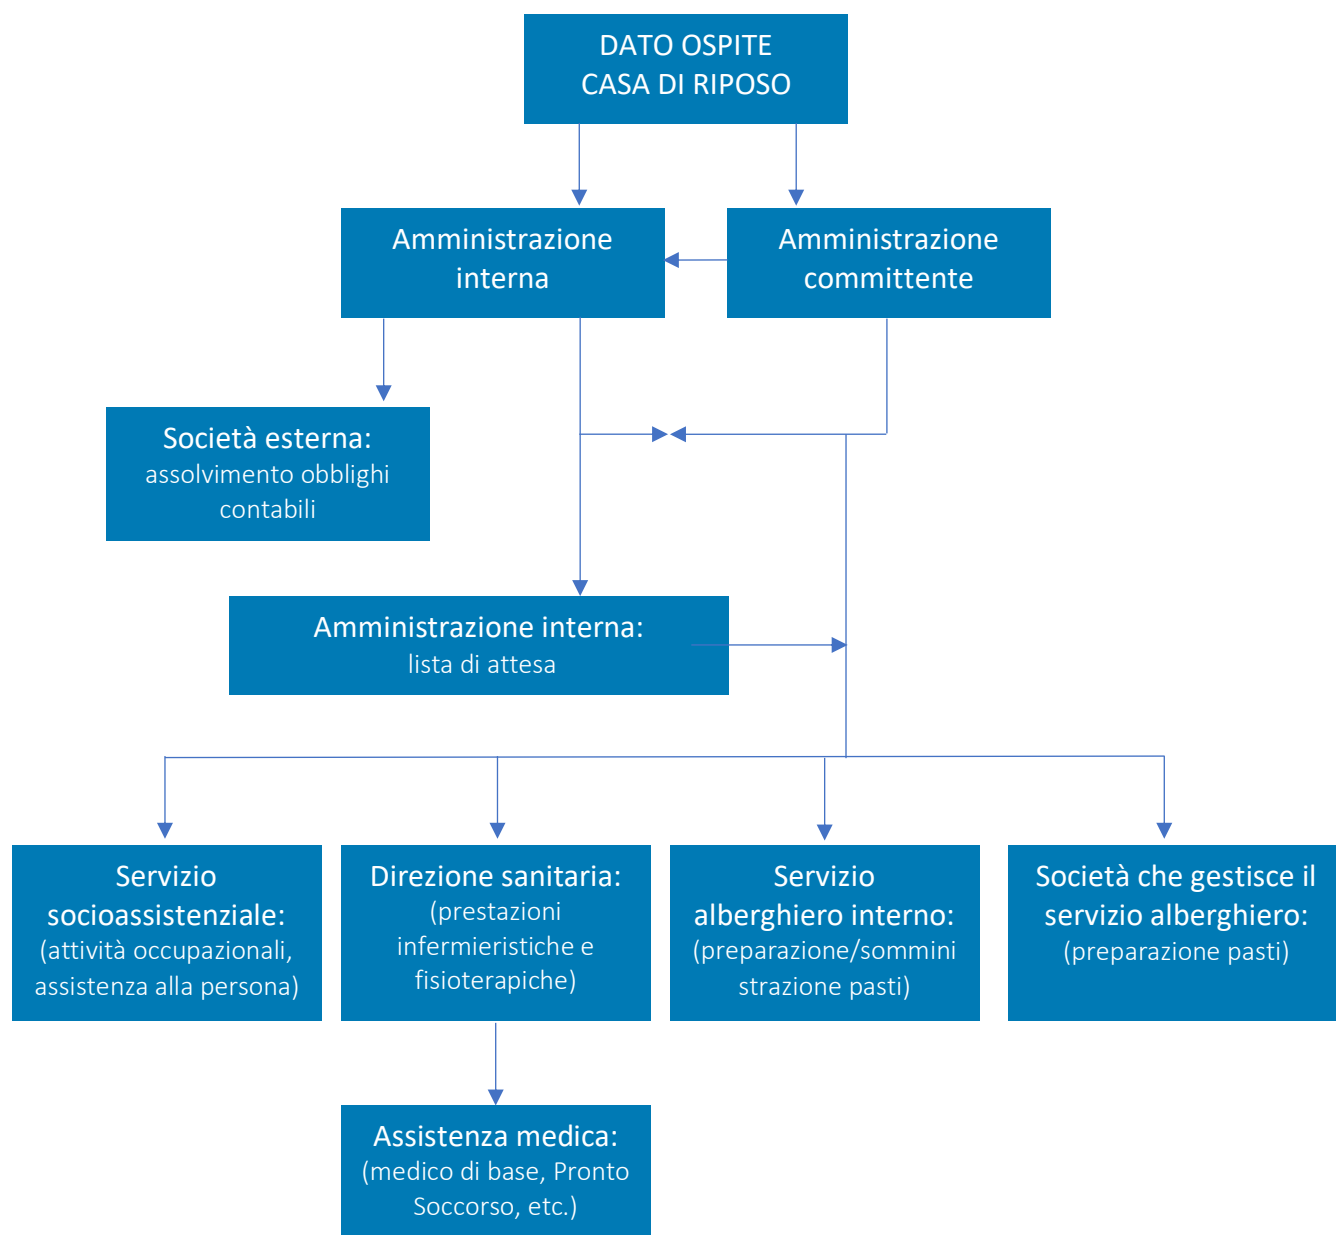 DATO OSPITE
CASA DI RIPOSO
Amministrazione
interna
Amministrazione
committente
Società esterna:
assolvimento obblighi
contabili
Amministrazione interna:
lista di attesa
Servizio
socioassistenziale:
(attività occupazionali,
assistenza alla persona)
Direzione sanitaria:
(prestazioni
infermieristiche e
fisioterapiche)
Servizio
alberghiero interno:
(preparazione/sommini
strazione pasti)
Società che gestisce il
servizio alberghiero:
(preparazione pasti)
Assistenza medica:
(medico di base, Pronto
Soccorso, etc.)